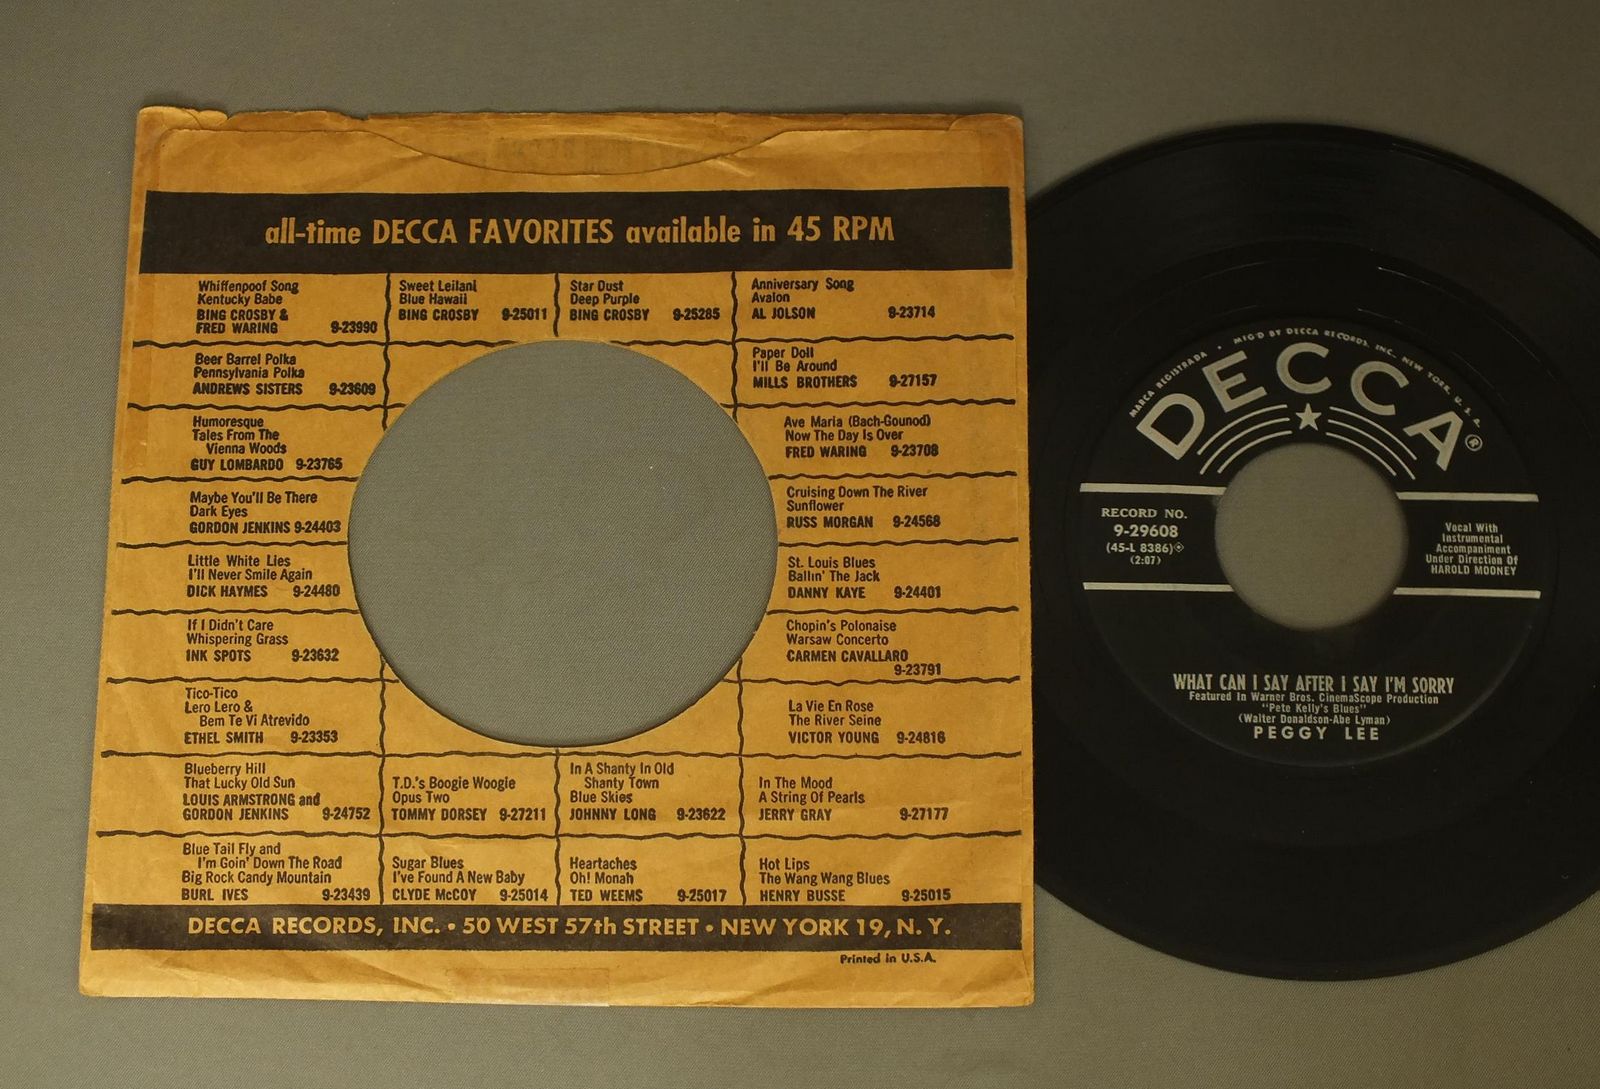 all-time DECCA FAVORITES available in 45 RPM
Whiffenpoof Song
Kentucky Babe
BING CROSBY &
FRED WARING 9-23990
Sweet Leilani
Blue Hawaii
BING CROSBY 9-25011
Star Dust
Deep Purple
BING CROSBY 9-25285
Anniversary Song
Avalon
AL JOLSON 9-23714
Beer Barrel Polka
Pennsylvania Polka
ANDREWS SISTERS 9-23609
Paper Doll
I'll Be Around
MILLS BROTHERS 9-27157
Humoresque
Tales From The
Vienna Woods
GUY LOMBARDO 9-23765
Ave Maria (Bach-Gounod)
Now The Day Is Over
FRED WARING 9-23708
Maybe You'll Be There
Dark Eyes
GORDON JENKINS 9-24403
Cruising Down The River
Sunflower
RUSS MORGAN 9-24568
Little White Lies
I'll Never Smile Again
DICK HAYMES 9-24480
St. Louis Blues
Ballin' The Jack
DANNY KAYE 9-24401
If I Didn't Care
Whispering Grass
INK SPOTS 9-23632
Chopin's Polonaise
Warsaw Concerto
CARMEN CAVALLARO
9-23791
Tico-Tico
Lero Lero &
Bem Te Vi Atrevido
ETHEL SMITH 9-23353
La Vie En Rose
The River Seine
VICTOR YOUNG 9-24816
Blueberry Hill
That Lucky Old Sun
LOUIS ARMSTRONG and
GORDON JENKINS 9-24752
T.D.'s Boogie Woogie
Opus Two
TOMMY DORSEY 9-27211
In A Shanty In Old
Shanty Town
Blue Skies
JOHNNY LONG 9-23622
In The Mood
A String Of Pearls
JERRY GRAY 9-27177
Blue Tail Fly and
I'm Goin' Down The Road
Big Rock Candy Mountain
BURL IVES 9-23439
Sugar Blues
I've Found A New Baby
CLYDE McCOY 9-25014
Heartaches
Oh! Monah
TED WEEMS 9-25017
Hot Lips
The Wang Wang Blues
HENRY BUSSE 9-25015
DECCA RECORDS, INC. • 50 WEST 57th STREET • NEW YORK 19, N. Y.
Printed in U.S.A.
MARCA REGISTRADA • MFG'D BY DECCA RECORDS, INC. NEW YORK, U. S. A.
DECCA®
RECORD NO.
9-29608
(45-L 8386)
(2:07)
Vocal With
Instrumental
Accompaniment
Under Direction Of
HAROLD MOONEY
WHAT CAN I SAY AFTER I SAY I'M SORRY
Featured In Warner Bros. CinemaScope Production
"Pete Kelly's Blues"
(Walter Donaldson-Abe Lyman)
PEGGY LEE